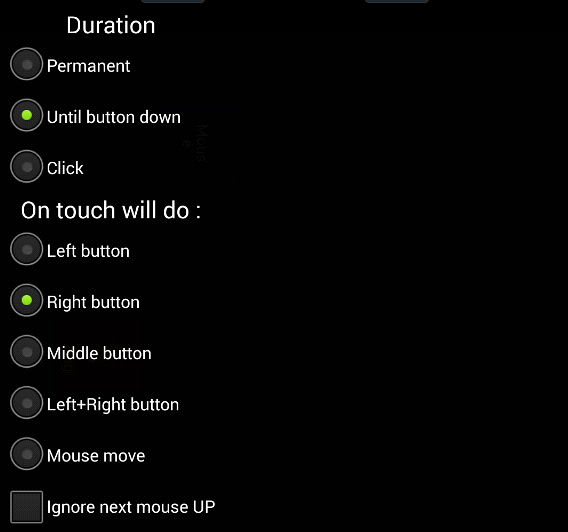 Duration
Permanent
Until button down
Click
On touch will do :
Left button
Right button
Middle button
Left+Right button
Mouse move
Ignore next mouse UP